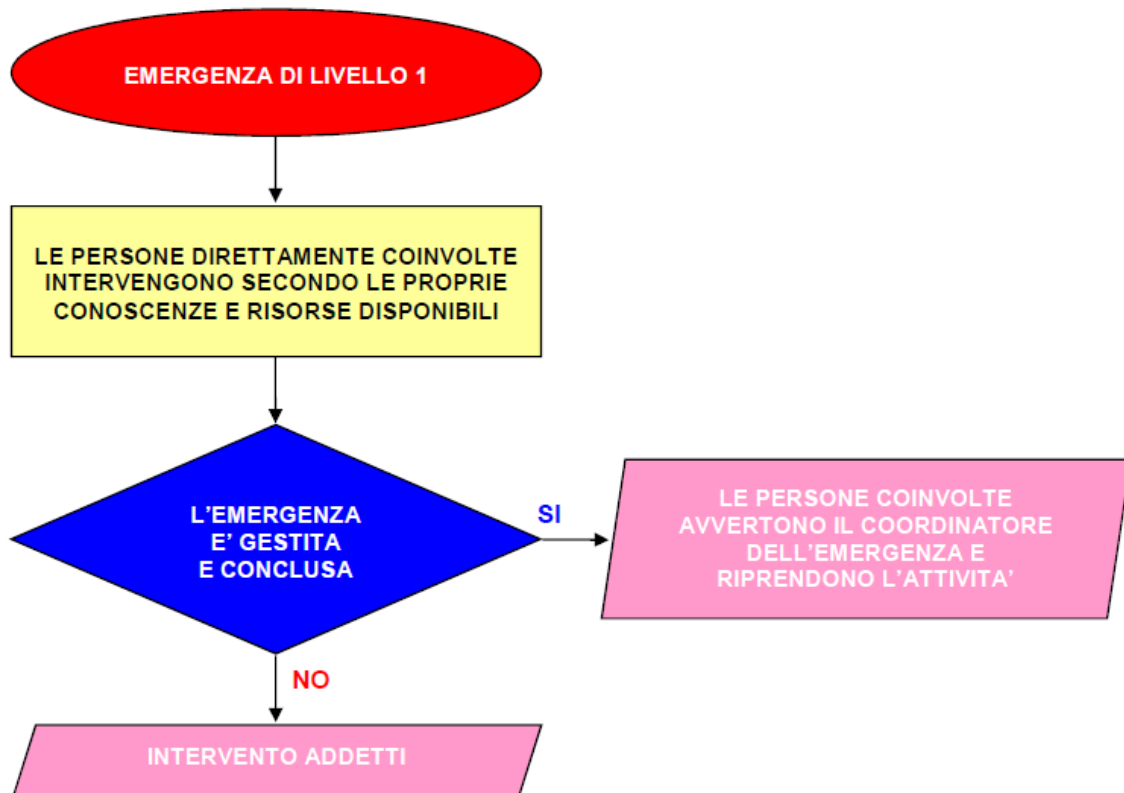 EMERGENZA DI LIVELLO 1
LE PERSONE DIRETTAMENTE COINVOLTE
INTERVENGONO SECONDO LE PROPRIE
CONOSCENZE E RISORSE DISPONIBILI
L'EMERGENZA
E' GESTITA
E CONCLUSA
SI
LE PERSONE COINVOLTE
AVVERTONO IL COORDINATORE
DELL'EMERGENZA E
RIPRENDONO L'ATTIVITA'
NO
INTERVENTO ADDETTI